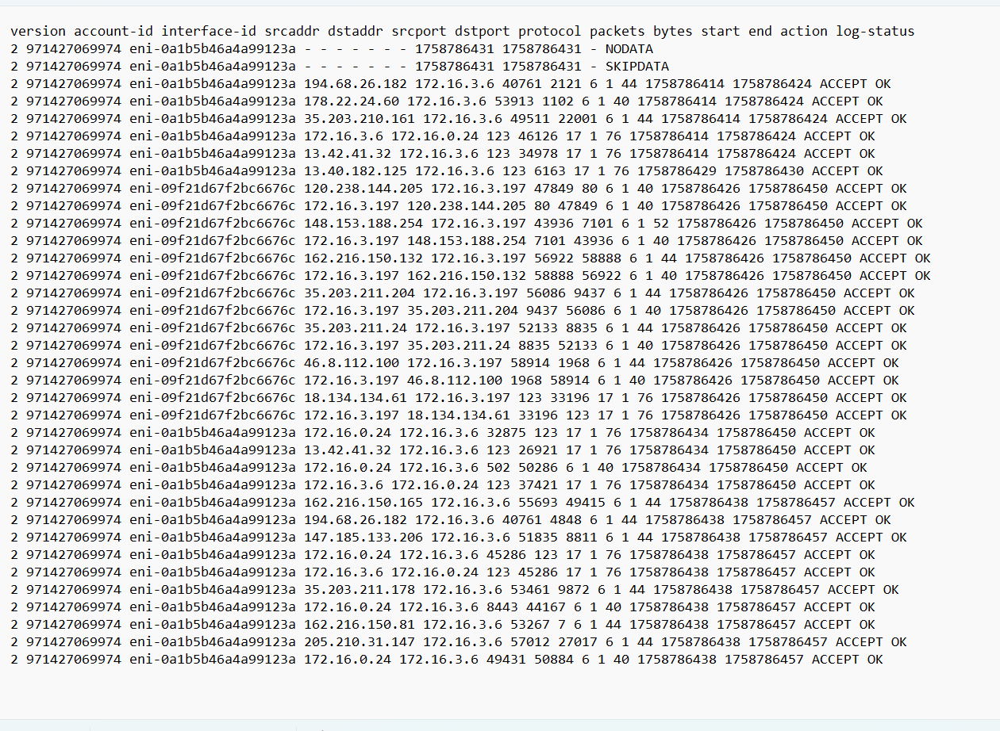 version account-id interface-id srcaddr dstaddr srcport dstport protocol packets bytes start end action log-status
2 971427069974 eni-0a1b5b46a4a99123a - - - - - - - 1758786431 1758786431 - NODATA
2 971427069974 eni-0a1b5b46a4a99123a - - - - - - - 1758786431 1758786431 - SKIPDATA
2 971427069974 eni-0a1b5b46a4a99123a 194.68.26.182 172.16.3.6 40761 2121 6 1 44 1758786414 1758786424 ACCEPT OK
2 971427069974 eni-0a1b5b46a4a99123a 178.22.24.60 172.16.3.6 53913 1102 6 1 40 1758786414 1758786424 ACCEPT OK
2 971427069974 eni-0a1b5b46a4a99123a 35.203.210.161 172.16.3.6 49511 22001 6 1 44 1758786414 1758786424 ACCEPT OK
2 971427069974 eni-0a1b5b46a4a99123a 172.16.3.6 172.16.0.24 123 46126 17 1 76 1758786414 1758786424 ACCEPT OK
2 971427069974 eni-0a1b5b46a4a99123a 13.42.41.32 172.16.3.6 123 34978 17 1 76 1758786414 1758786424 ACCEPT OK
2 971427069974 eni-0a1b5b46a4a99123a 13.40.182.125 172.16.3.6 123 6163 17 1 76 1758786429 1758786430 ACCEPT OK
2 971427069974 eni-09f21d67f2bc6676c 120.238.144.205 172.16.3.197 47849 80 6 1 40 1758786426 1758786450 ACCEPT OK
2 971427069974 eni-09f21d67f2bc6676c 172.16.3.197 120.238.144.205 80 47849 6 1 40 1758786426 1758786450 ACCEPT OK
2 971427069974 eni-09f21d67f2bc6676c 148.153.188.254 172.16.3.197 43936 7101 6 1 52 1758786426 1758786450 ACCEPT OK
2 971427069974 eni-09f21d67f2bc6676c 172.16.3.197 148.153.188.254 7101 43936 6 1 40 1758786426 1758786450 ACCEPT OK
2 971427069974 eni-09f21d67f2bc6676c 162.216.150.132 172.16.3.197 56922 58888 6 1 44 1758786426 1758786450 ACCEPT OK
2 971427069974 eni-09f21d67f2bc6676c 172.16.3.197 162.216.150.132 58888 56922 6 1 40 1758786426 1758786450 ACCEPT OK
2 971427069974 eni-09f21d67f2bc6676c 35.203.211.204 172.16.3.197 56086 9437 6 1 44 1758786426 1758786450 ACCEPT OK
2 971427069974 eni-09f21d67f2bc6676c 172.16.3.197 35.203.211.204 9437 56086 6 1 40 1758786426 1758786450 ACCEPT OK
2 971427069974 eni-09f21d67f2bc6676c 35.203.211.24 172.16.3.197 52133 8835 6 1 44 1758786426 1758786450 ACCEPT OK
2 971427069974 eni-09f21d67f2bc6676c 172.16.3.197 35.203.211.24 8835 52133 6 1 40 1758786426 1758786450 ACCEPT OK
2 971427069974 eni-09f21d67f2bc6676c 46.8.112.100 172.16.3.197 58914 1968 6 1 44 1758786426 1758786450 ACCEPT OK
2 971427069974 eni-09f21d67f2bc6676c 172.16.3.197 46.8.112.100 1968 58914 6 1 40 1758786426 1758786450 ACCEPT OK
2 971427069974 eni-09f21d67f2bc6676c 18.134.134.61 172.16.3.197 123 33196 17 1 76 1758786426 1758786450 ACCEPT OK
2 971427069974 eni-09f21d67f2bc6676c 172.16.3.197 18.134.134.61 33196 123 17 1 76 1758786426 1758786450 ACCEPT OK
2 971427069974 eni-0a1b5b46a4a99123a 172.16.0.24 172.16.3.6 32875 123 17 1 76 1758786434 1758786450 ACCEPT OK
2 971427069974 eni-0a1b5b46a4a99123a 13.42.41.32 172.16.3.6 123 26921 17 1 76 1758786434 1758786450 ACCEPT OK
2 971427069974 eni-0a1b5b46a4a99123a 172.16.0.24 172.16.3.6 502 50286 6 1 40 1758786434 1758786450 ACCEPT OK
2 971427069974 eni-0a1b5b46a4a99123a 172.16.3.6 172.16.0.24 123 37421 17 1 76 1758786434 1758786450 ACCEPT OK
2 971427069974 eni-0a1b5b46a4a99123a 162.216.150.165 172.16.3.6 55693 49415 6 1 44 1758786438 1758786457 ACCEPT OK
2 971427069974 eni-0a1b5b46a4a99123a 194.68.26.182 172.16.3.6 40761 4848 6 1 44 1758786438 1758786457 ACCEPT OK
2 971427069974 eni-0a1b5b46a4a99123a 147.185.133.206 172.16.3.6 51835 8811 6 1 44 1758786438 1758786457 ACCEPT OK
2 971427069974 eni-0a1b5b46a4a99123a 172.16.0.24 172.16.3.6 45286 123 17 1 76 1758786438 1758786457 ACCEPT OK
2 971427069974 eni-0a1b5b46a4a99123a 172.16.3.6 172.16.0.24 123 45286 17 1 76 1758786438 1758786457 ACCEPT OK
2 971427069974 eni-0a1b5b46a4a99123a 35.203.211.178 172.16.3.6 53461 9872 6 1 44 1758786438 1758786457 ACCEPT OK
2 971427069974 eni-0a1b5b46a4a99123a 172.16.0.24 172.16.3.6 8443 44167 6 1 40 1758786438 1758786457 ACCEPT OK
2 971427069974 eni-0a1b5b46a4a99123a 162.216.150.81 172.16.3.6 53267 7 6 1 44 1758786438 1758786457 ACCEPT OK
2 971427069974 eni-0a1b5b46a4a99123a 205.210.31.147 172.16.3.6 57012 27017 6 1 44 1758786438 1758786457 ACCEPT OK
2 971427069974 eni-0a1b5b46a4a99123a 172.16.0.24 172.16.3.6 49431 50884 6 1 40 1758786438 1758786457 ACCEPT OK